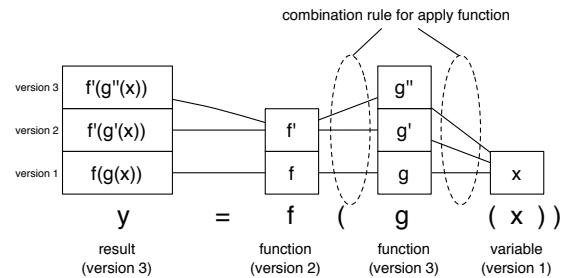 combination rule for apply function
version 3 f'(g"(x)) g"
version 2 f'(g'(x)) f' g'
version 1 f(g(x)) f g x
y = f ( g ( x ) )
result function function variable
(version 3) (version 2) (version 3) (version 1)